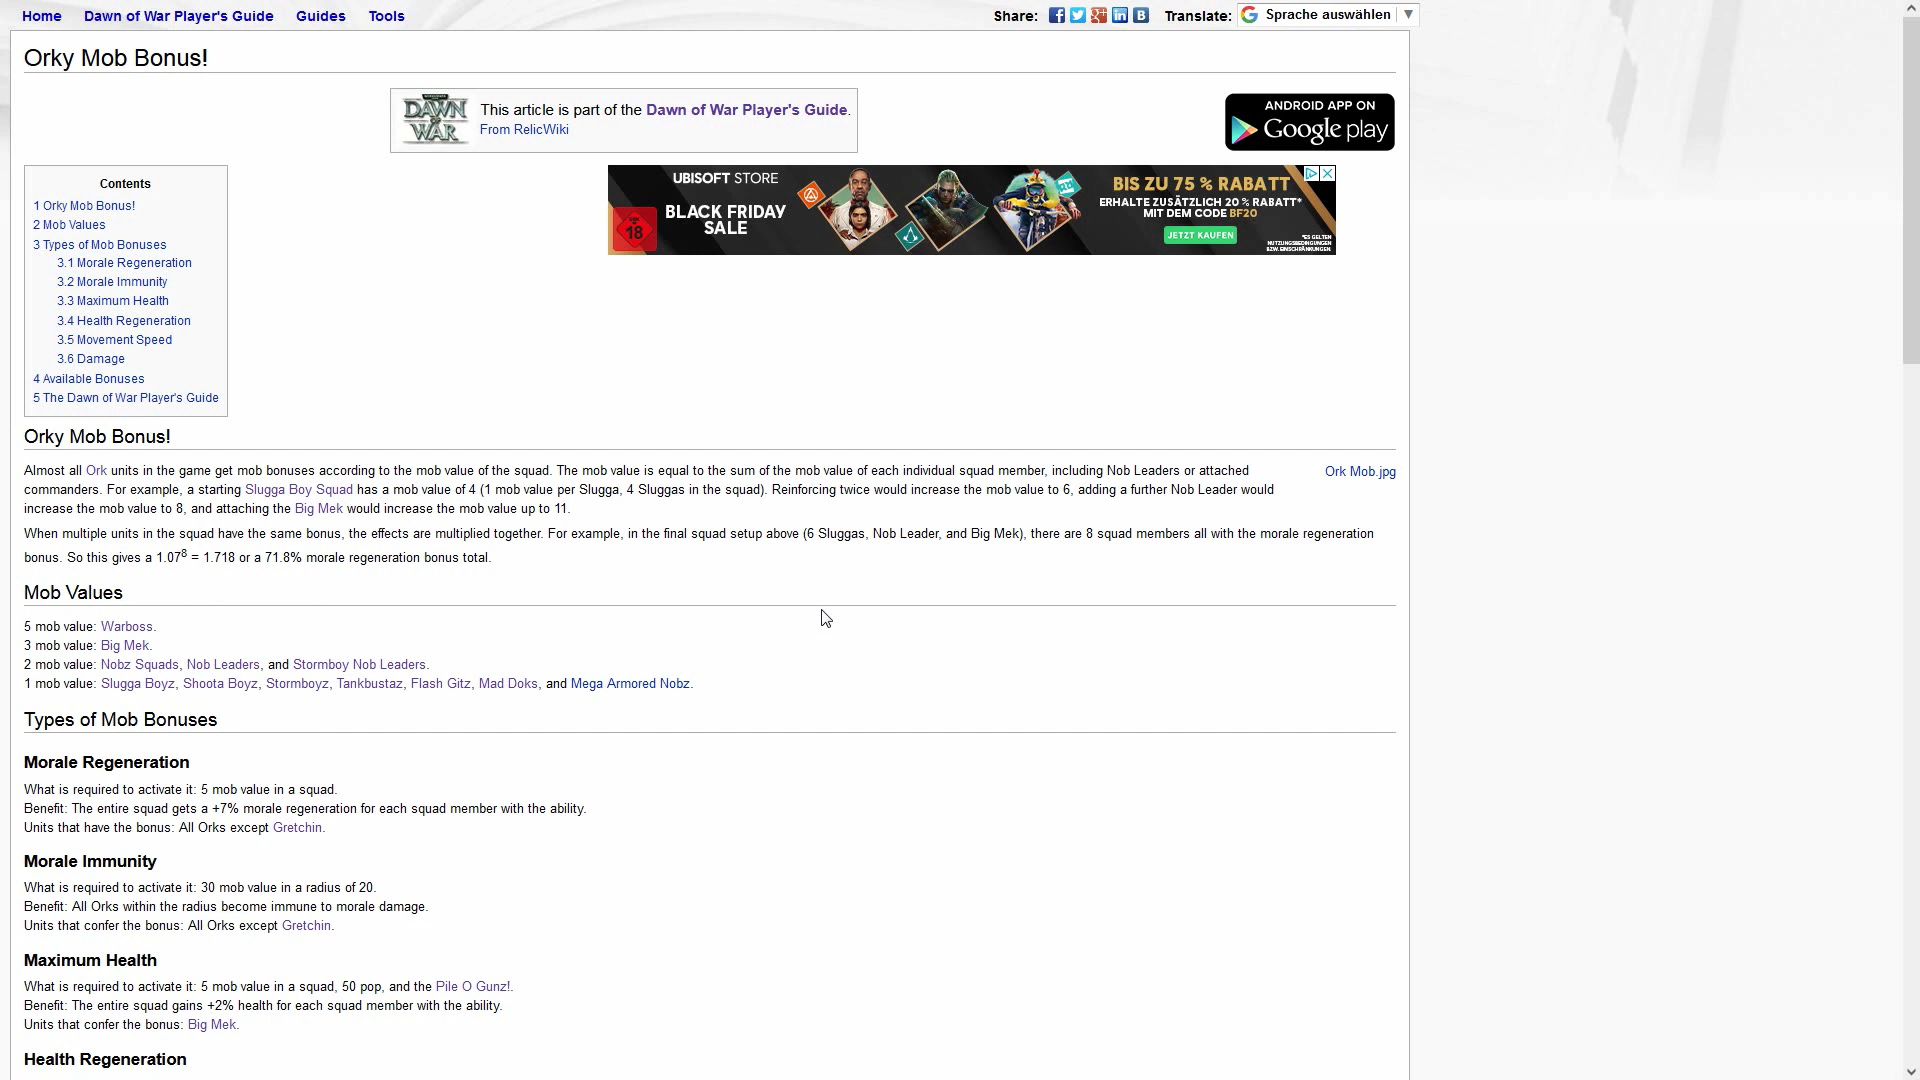 Home Dawn of War Player's Guide Guides Tools Share: Translate: Sprache auswählen ▼
Orky Mob Bonus!
DAWN OF WAR
This article is part of the Dawn of War Player's Guide.
From RelicWiki
ANDROID APP ON
Google play
Contents
1 Orky Mob Bonus!
2 Mob Values
3 Types of Mob Bonuses
3.1 Morale Regeneration
3.2 Morale Immunity
3.3 Maximum Health
3.4 Health Regeneration
3.5 Movement Speed
3.6 Damage
4 Available Bonuses
5 The Dawn of War Player's Guide
UBISOFT STORE
BLACK FRIDAY
SALE
18
BIS ZU 75 % RABATT
ERHALTE ZUSÄTZLICH 20 % RABATT*
MIT DEM CODE BF20
JETZT KAUFEN
*ES GELTEN
NUTZUNGSBEDINGUNGEN
BZW. EINSCHRÄNKUNGEN.
Orky Mob Bonus!
Almost all Ork units in the game get mob bonuses according to the mob value of the squad. The mob value is equal to the sum of the mob value of each individual squad member, including Nob Leaders or attached
commanders. For example, a starting Slugga Boy Squad has a mob value of 4 (1 mob value per Slugga, 4 Sluggas in the squad). Reinforcing twice would increase the mob value to 6, adding a further Nob Leader would
increase the mob value to 8, and attaching the Big Mek would increase the mob value up to 11.
Ork Mob.jpg
When multiple units in the squad have the same bonus, the effects are multiplied together. For example, in the final squad setup above (6 Sluggas, Nob Leader, and Big Mek), there are 8 squad members all with the morale regeneration
bonus. So this gives a 1.07⁸ = 1.718 or a 71.8% morale regeneration bonus total.
Mob Values
5 mob value: Warboss.
3 mob value: Big Mek.
2 mob value: Nobz Squads, Nob Leaders, and Stormboy Nob Leaders.
1 mob value: Slugga Boyz, Shoota Boyz, Stormboyz, Tankbustaz, Flash Gitz, Mad Doks, and Mega Armored Nobz.
Types of Mob Bonuses
Morale Regeneration
What is required to activate it: 5 mob value in a squad.
Benefit: The entire squad gets a +7% morale regeneration for each squad member with the ability.
Units that have the bonus: All Orks except Gretchin.
Morale Immunity
What is required to activate it: 30 mob value in a radius of 20.
Benefit: All Orks within the radius become immune to morale damage.
Units that confer the bonus: All Orks except Gretchin.
Maximum Health
What is required to activate it: 5 mob value in a squad, 50 pop, and the Pile O Gunz!.
Benefit: The entire squad gains +2% health for each squad member with the ability.
Units that confer the bonus: Big Mek.
Health Regeneration